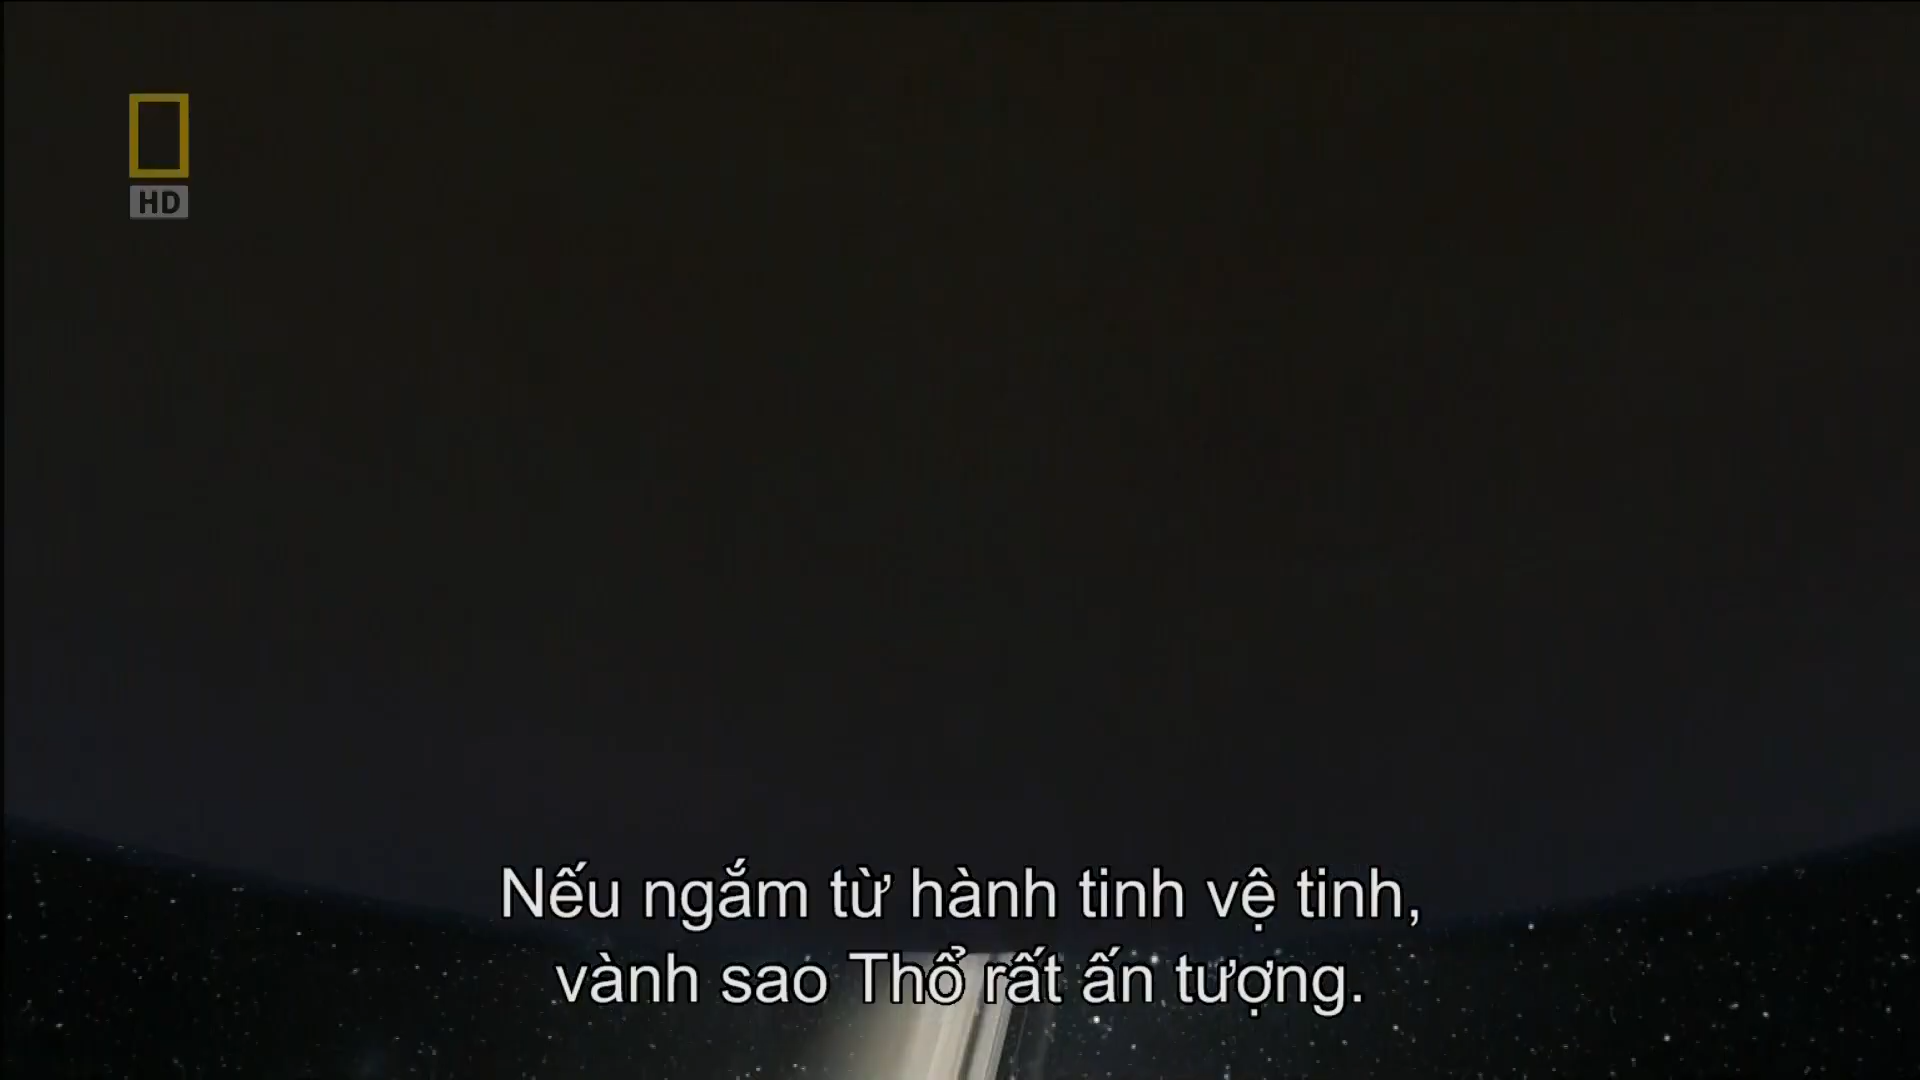 HD
Nếu ngắm từ hành tinh vệ tinh,
vành sao Thổ rất ấn tượng.